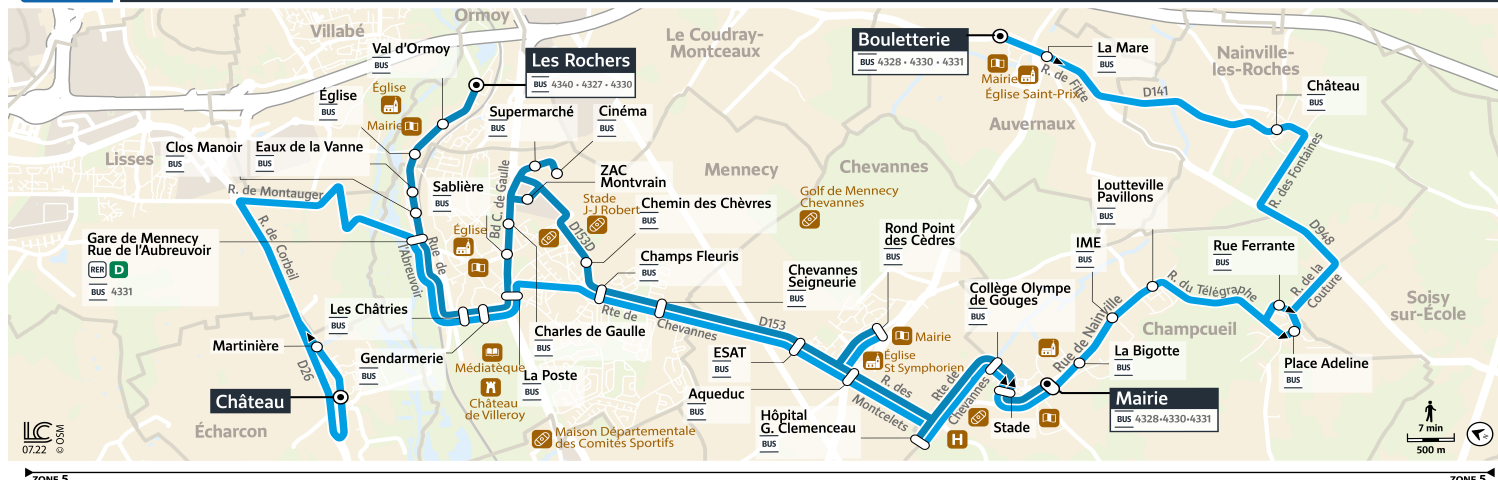 Ormoy
Villabé
Val d'Ormoy
BUS
Les Rochers
BUS 4340 • 4327 • 4330
Le Coudray-
Montceaux
Bouletterie
BUS 4328 • 4330 • 4331
La Mare
BUS
Mairie
Église Saint-Prix
R. de Fitte
D141
Nainville-
les-Roches
Château
BUS
Église
BUS
Église
Mairie
Supermarché
BUS
Cinéma
BUS
Auvernaux
Lisses
Clos Manoir
BUS
Eaux de la Vanne
BUS
R. de Montauger
Sablière
BUS
Bd C. de Gaulle
ZAC
Montvrain
BUS
Stade
J-J Robert
D153D
Chemin des Chèvres
BUS
Mennecy
Chevannes
Golf de Mennecy
Chevannes
Loutteville
Pavillons
BUS
R. des Fontaines
D948
Gare de Mennecy
Rue de l'Aubreuvoir
RER D
BUS 4331
R. de Corbeil
Rue de
l'Abreuvoir
Église
Champs Fleuris
BUS
Chevannes
Seigneurie
BUS
Rond Point
des Cèdres
BUS
IME
BUS
Rue Ferrante
BUS
R. du Télégraphe
R. de la
Couture
Collège Olympe
de Gouges
BUS
Soisy
sur-École
Les Châtries
BUS
Rte de
Chevannes
D153
Champcueil
Martinière
BUS
D26
Gendarmerie
BUS
Charles de Gaulle
BUS
Médiatèque
Château
de Villeroy
La Poste
BUS
ESAT
BUS
Mairie
Église
St Symphorien
Rue de Nainville
La Bigotte
BUS
Place Adeline
BUS
Château
Écharcon
Aqueduc
BUS
R. des
Montcelets
Rte de
Chevannes
Mairie
BUS 4328•4330•4331
Maison Départementale
des Comités Sportifs
Hôpital
G. Clemenceau
BUS
H
Stade
LC
07.22
© OSM
7 min
500 m
ZONE 5
ZONE 5